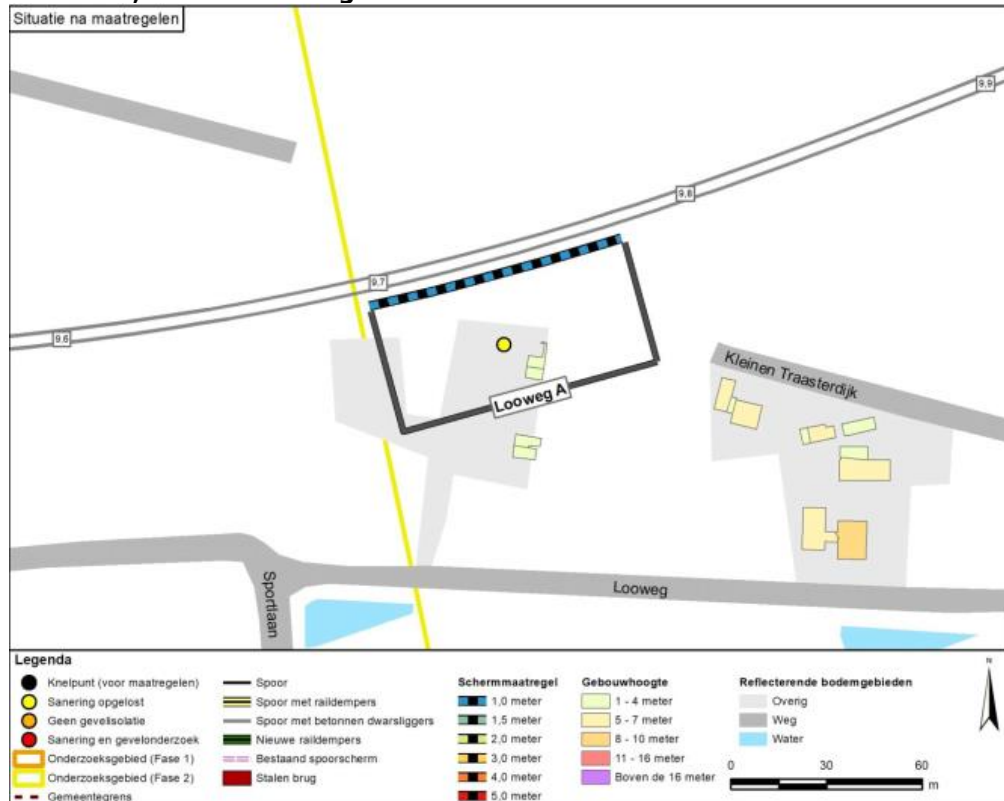 Situatie na maatregelen
9,9
9,8
9,7
9,6
Looweg A
Kleinen Traasterdijk
Sportlaan
Looweg
Legenda
Knelpunt (voor maatregelen)
Sanering opgelost
Geen gevelisolatie
Sanering en gevelonderzoek
Onderzoeksgebied (Fase 1)
Onderzoeksgebied (Fase 2)
Gemeentegrens
Spoor
Spoor met raildempers
Spoor met betonnen dwarsliggers
Nieuwe raildempers
Bestaand spoorscherm
Stalen brug
Schermmaatregel
1,0 meter
1,5 meter
2,0 meter
3,0 meter
4,0 meter
5,0 meter
Gebouwhoogte
1 - 4 meter
5 - 7 meter
8 - 10 meter
11 - 16 meter
Boven de 16 meter
Reflecterende bodemgebieden
Overig
Weg
Water
N
0 30 60
m